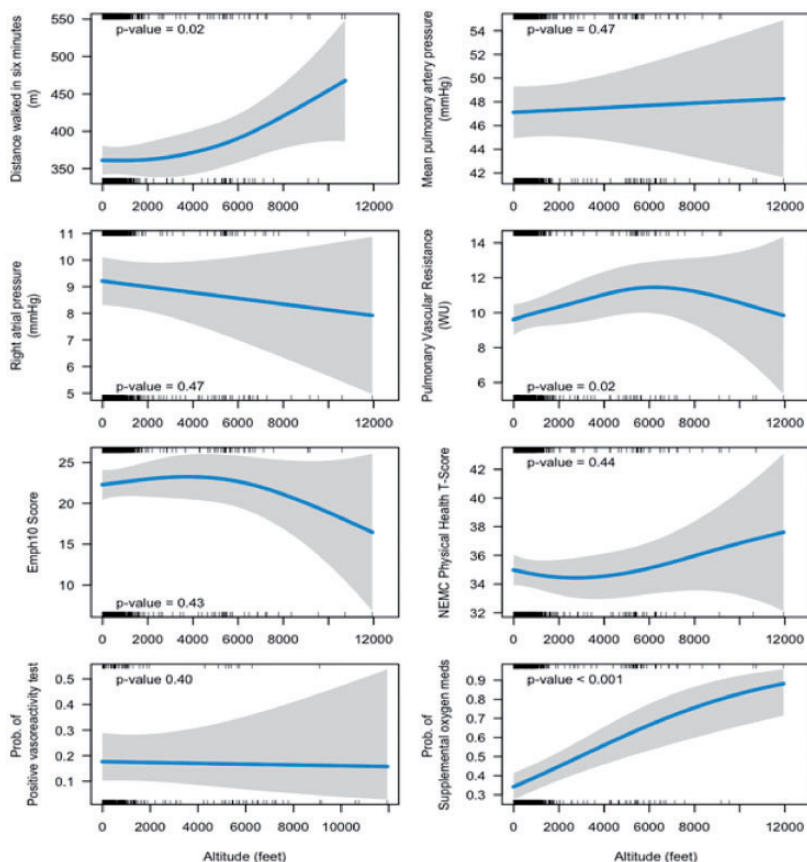 Distance walked in six minutes
(m)
550
450
400
350
p-value = 0.02
0 2000 4000 6000 8000 12000
Mean pulmonary artery pressure
(mmHg)
54
52
50
48
46
44
42
p-value = 0.47
0 2000 4000 6000 8000 12000
Right atrial pressure
(mmHg)
11
10
9
8
7
6
5
p-value = 0.47
0 2000 4000 6000 8000 12000
Pulmonary Vascular Resistance
(WU)
14
12
10
8
6
p-value = 0.02
0 2000 4000 6000 8000 12000
Emph10 Score
25
20
15
10
p-value = 0.43
0 2000 4000 6000 8000 12000
NEMC Physical Health T-Score
42
40
38
36
34
32
p-value = 0.44
0 2000 4000 6000 8000 12000
Prob. of
Positive vasoreactivity test
0.5
0.4
0.3
0.2
0.1
p-value 0.40
0 2000 4000 6000 8000 10000
Altitude (feet)
Prob. of
Supplemental oxygen meds
0.9
0.8
0.7
0.6
0.5
0.4
0.3
p-value < 0.001
0 2000 4000 6000 8000 12000
Altitude (feet)